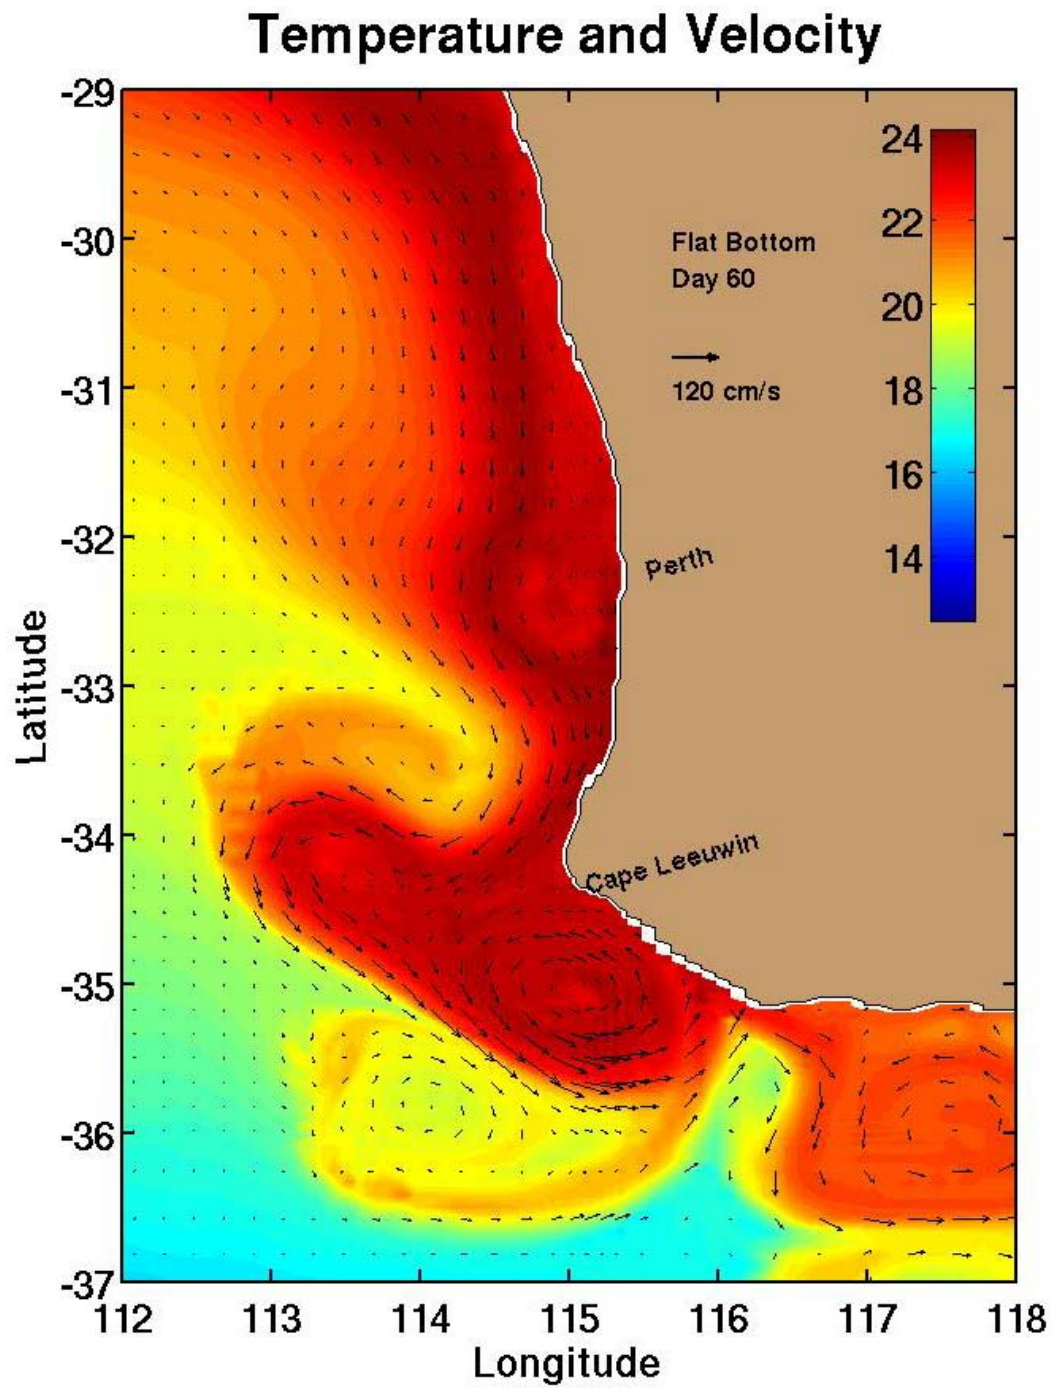 Temperature and Velocity
-29
-30
-31
-32
-33
-34
-35
-36
-37
Latitude
24
22
20
18
16
14
Flat Bottom
Day 60
120 cm/s
Perth
Cape Leeuwin
112 113 114 115 116 117 118
Longitude